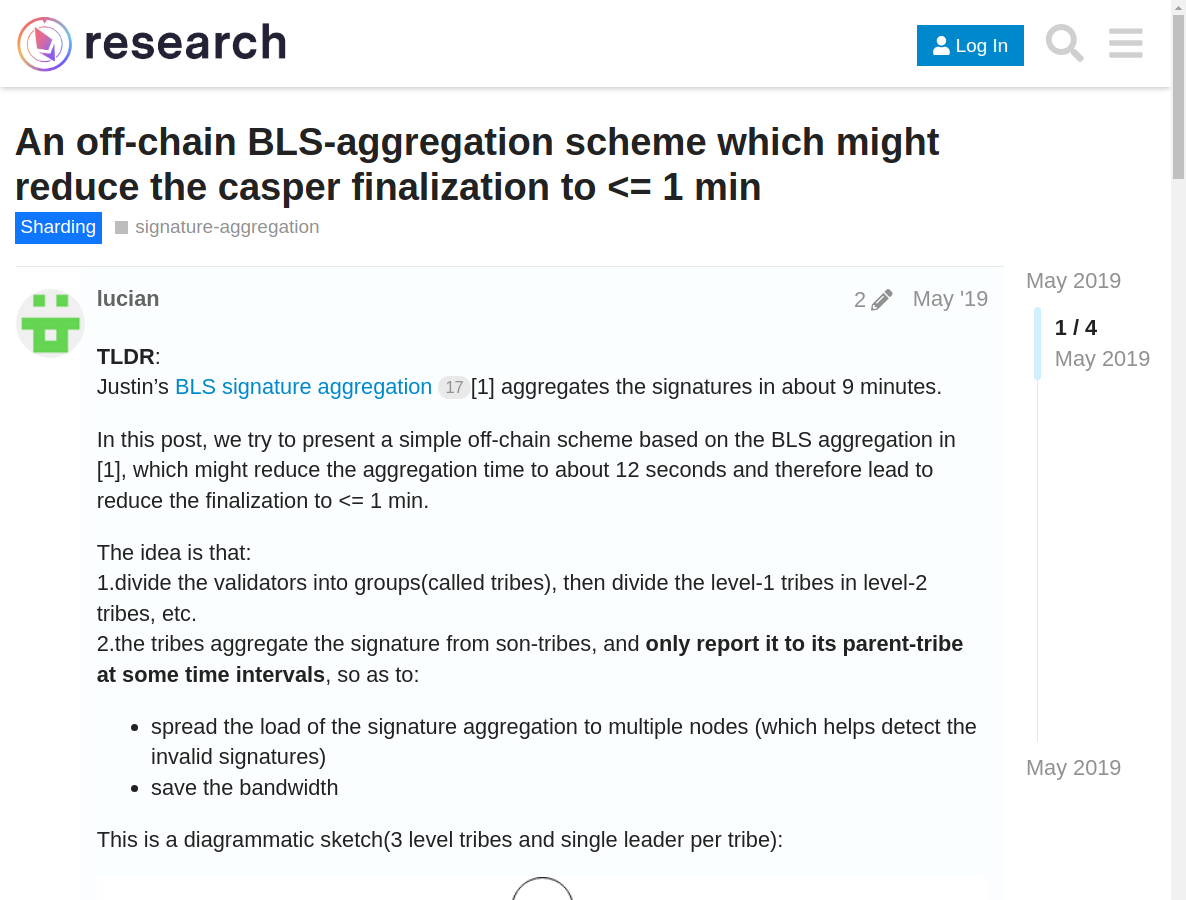 research
Log In
An off-chain BLS-aggregation scheme which might
reduce the casper finalization to <= 1 min
Sharding signature-aggregation
lucian 2 May '19
TLDR:
Justin’s BLS signature aggregation 17 [1] aggregates the signatures in about 9 minutes.
In this post, we try to present a simple off-chain scheme based on the BLS aggregation in
[1], which might reduce the aggregation time to about 12 seconds and therefore lead to
reduce the finalization to <= 1 min.
The idea is that:
1.divide the validators into groups(called tribes), then divide the level-1 tribes in level-2
tribes, etc.
2.the tribes aggregate the signature from son-tribes, and only report it to its parent-tribe
at some time intervals, so as to:
spread the load of the signature aggregation to multiple nodes (which helps detect the
invalid signatures)
save the bandwidth
This is a diagrammatic sketch(3 level tribes and single leader per tribe):
May 2019
1 / 4
May 2019
May 2019